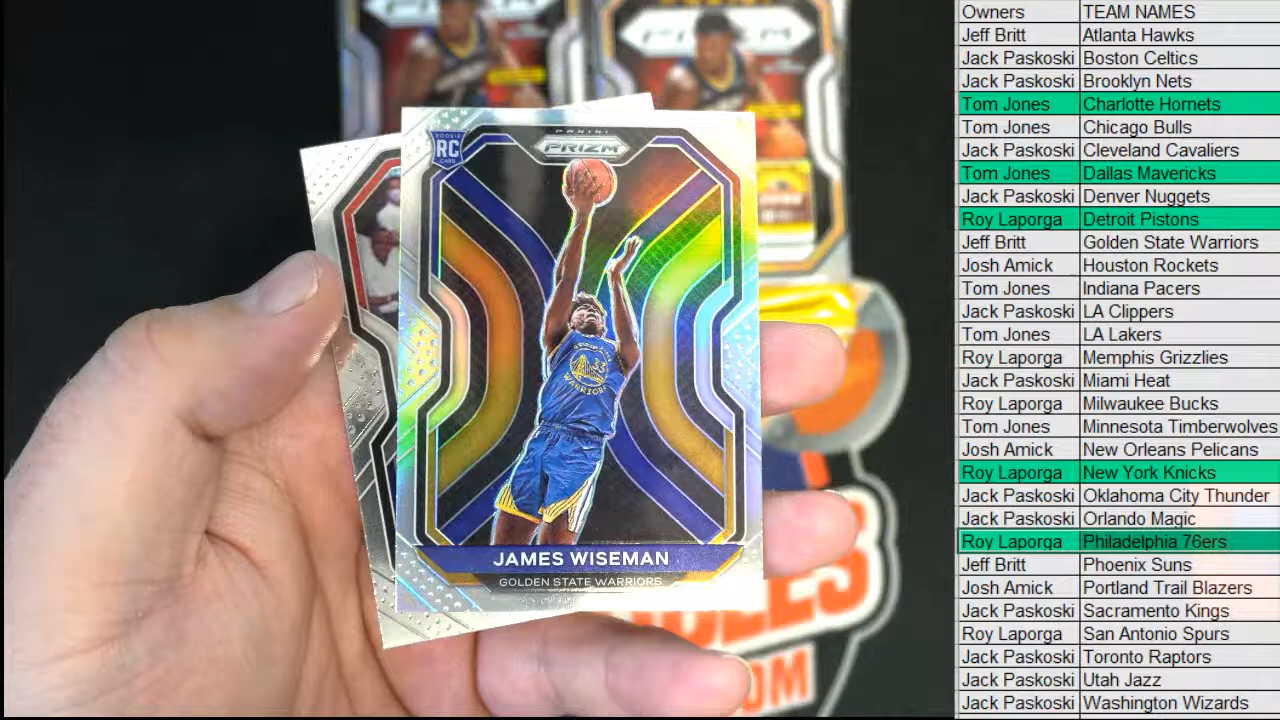 PANINI
PRIZM
ROOKIE
RC
CARD
WARRIORS
33
JAMES WISEMAN
GOLDEN STATE WARRIORS
Owners TEAM NAMES
Jeff Britt Atlanta Hawks
Jack Paskoski Boston Celtics
Jack Paskoski Brooklyn Nets
Tom Jones Charlotte Hornets
Tom Jones Chicago Bulls
Jack Paskoski Cleveland Cavaliers
Tom Jones Dallas Mavericks
Jack Paskoski Denver Nuggets
Roy Laporga Detroit Pistons
Jeff Britt Golden State Warriors
Josh Amick Houston Rockets
Tom Jones Indiana Pacers
Jack Paskoski LA Clippers
Tom Jones LA Lakers
Roy Laporga Memphis Grizzlies
Jack Paskoski Miami Heat
Roy Laporga Milwaukee Bucks
Tom Jones Minnesota Timberwolves
Josh Amick New Orleans Pelicans
Roy Laporga New York Knicks
Jack Paskoski Oklahoma City Thunder
Jack Paskoski Orlando Magic
Roy Laporga Philadelphia 76ers
Jeff Britt Phoenix Suns
Josh Amick Portland Trail Blazers
Jack Paskoski Sacramento Kings
Roy Laporga San Antonio Spurs
Jack Paskoski Toronto Raptors
Jack Paskoski Utah Jazz
Jack Paskoski Washington Wizards